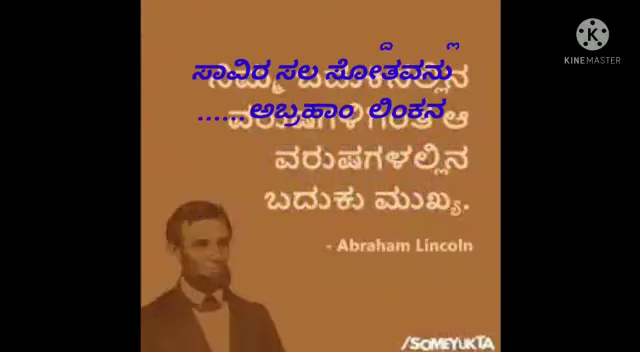 ಸಾವಿರ ಸಲ ಸೋತವನು
......ಅಬ್ರಹಾಂ ಲಿಂಕನ
ಆ
ವರುಷಗಳಲ್ಲಿನ
ಬದುಕು ಮುಖ್ಯ.
- Abraham Lincoln
/SOMEYUKTA
K
KINEMASTER